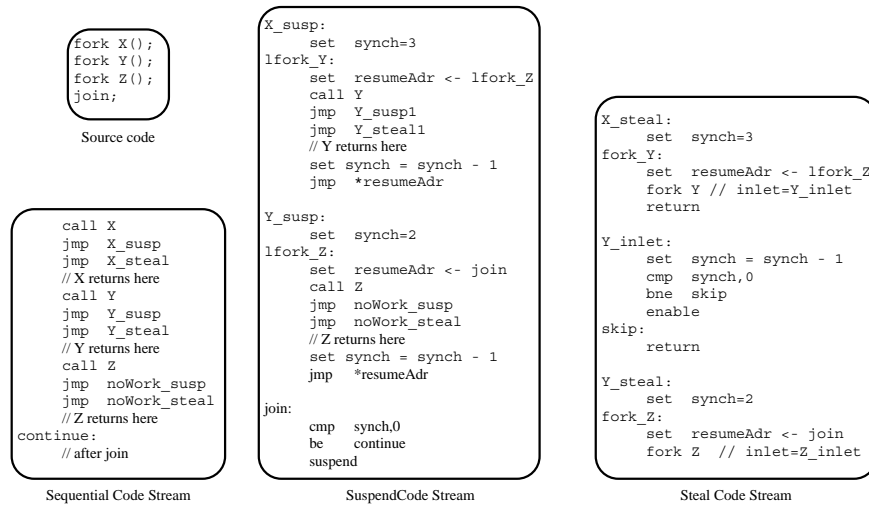 fork X();
fork Y();
fork Z();
join;
Source code
call X
jmp X_susp
jmp X_steal
// X returns here
call Y
jmp Y_susp
jmp Y_steal
// Y returns here
call Z
jmp noWork_susp
jmp noWork_steal
// Z returns here
continue:
// after join
Sequential Code Stream
X_susp:
set synch=3
lfork_Y:
set resumeAdr <- lfork_Z
call Y
jmp Y_susp1
jmp Y_steal1
// Y returns here
set synch = synch - 1
jmp *resumeAdr
Y_susp:
set synch=2
lfork_Z:
set resumeAdr <- join
call Z
jmp noWork_susp
jmp noWork_steal
// Z returns here
set synch = synch - 1
jmp *resumeAdr
join:
cmp synch,0
be continue
suspend
SuspendCode Stream
X_steal:
set synch=3
fork_Y:
set resumeAdr <- lfork_Z
fork Y // inlet=Y_inlet
return
Y_inlet:
set synch = synch - 1
cmp synch,0
bne skip
enable
skip:
return
Y_steal:
set synch=2
fork_Z:
set resumeAdr <- join
fork Z // inlet=Z_inlet
Steal Code Stream